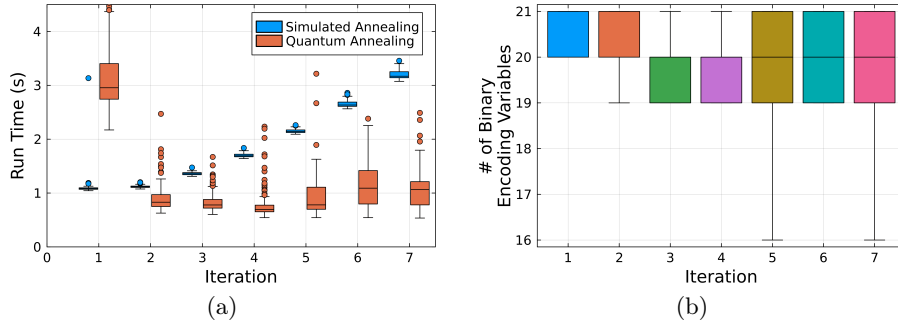 Simulated Annealing
Quantum Annealing
Run Time (s)
4
3
2
1
0
0 1 2 3 4 5 6 7
Iteration
(a)
# of Binary
Encoding Variables
21
20
19
18
17
16
1 2 3 4 5 6 7
Iteration
(b)